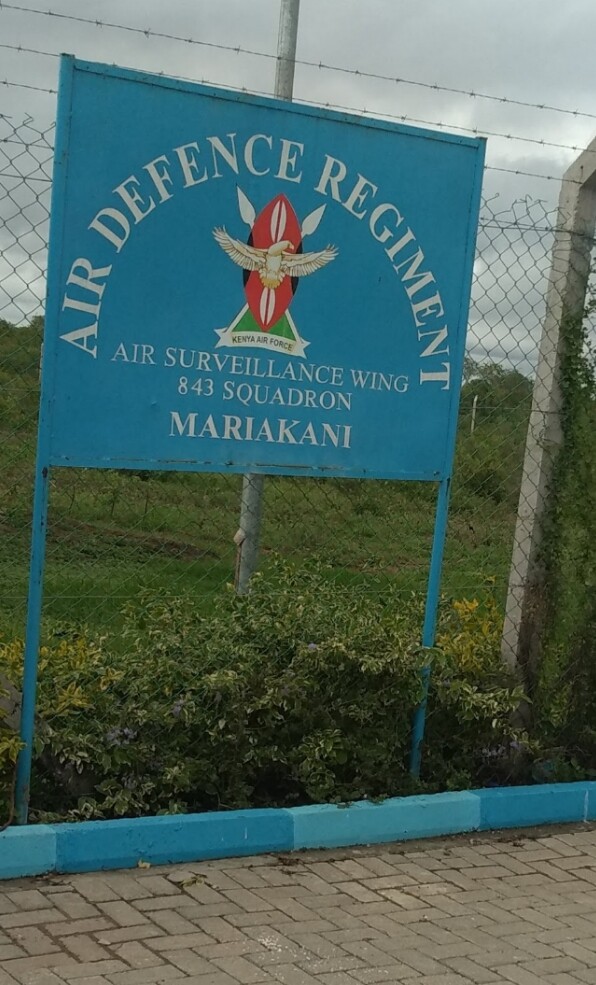 AIR DEFENCE REGIMENT
KENYA AIR FORCE
AIR SURVEILLANCE WING
843 SQUADRON
MARIAKANI